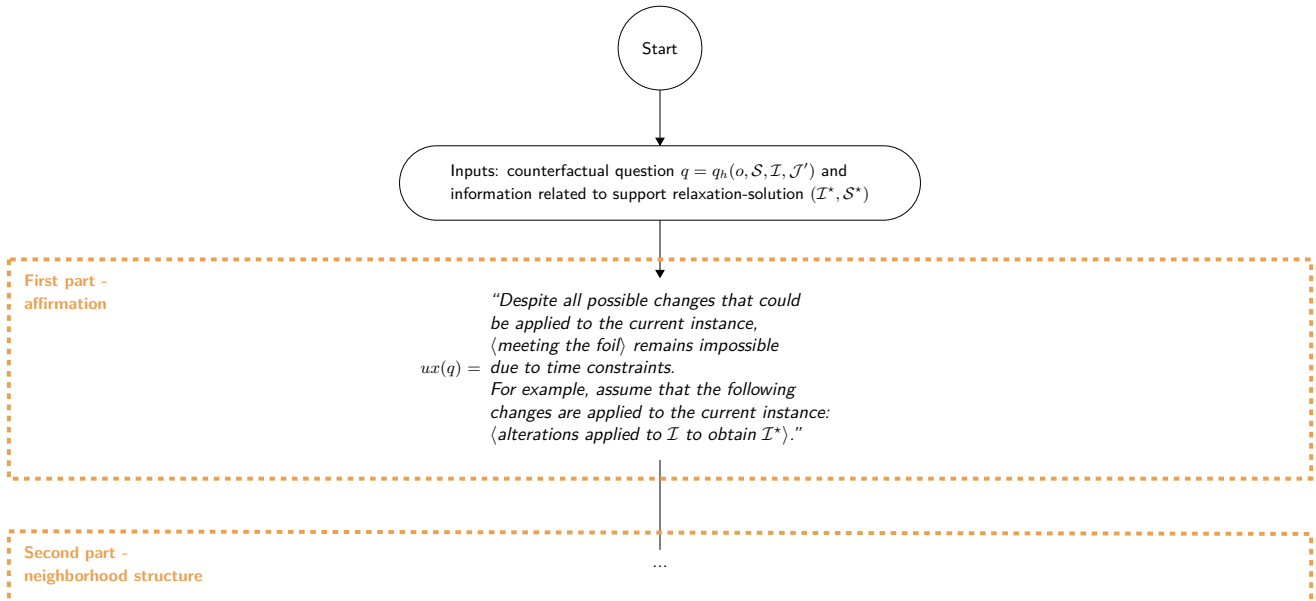 Start
Inputs: counterfactual question q = q_h(o, 𝒮, ℐ, 𝒥′) and
information related to support relaxation-solution (ℐ⋆, 𝒮⋆)
First part -
affirmation
“Despite all possible changes that could
be applied to the current instance,
⟨meeting the foil⟩ remains impossible
ux(q) = due to time constraints.
For example, assume that the following
changes are applied to the current instance:
⟨alterations applied to ℐ to obtain ℐ⋆⟩.”
Second part -
neighborhood structure
...